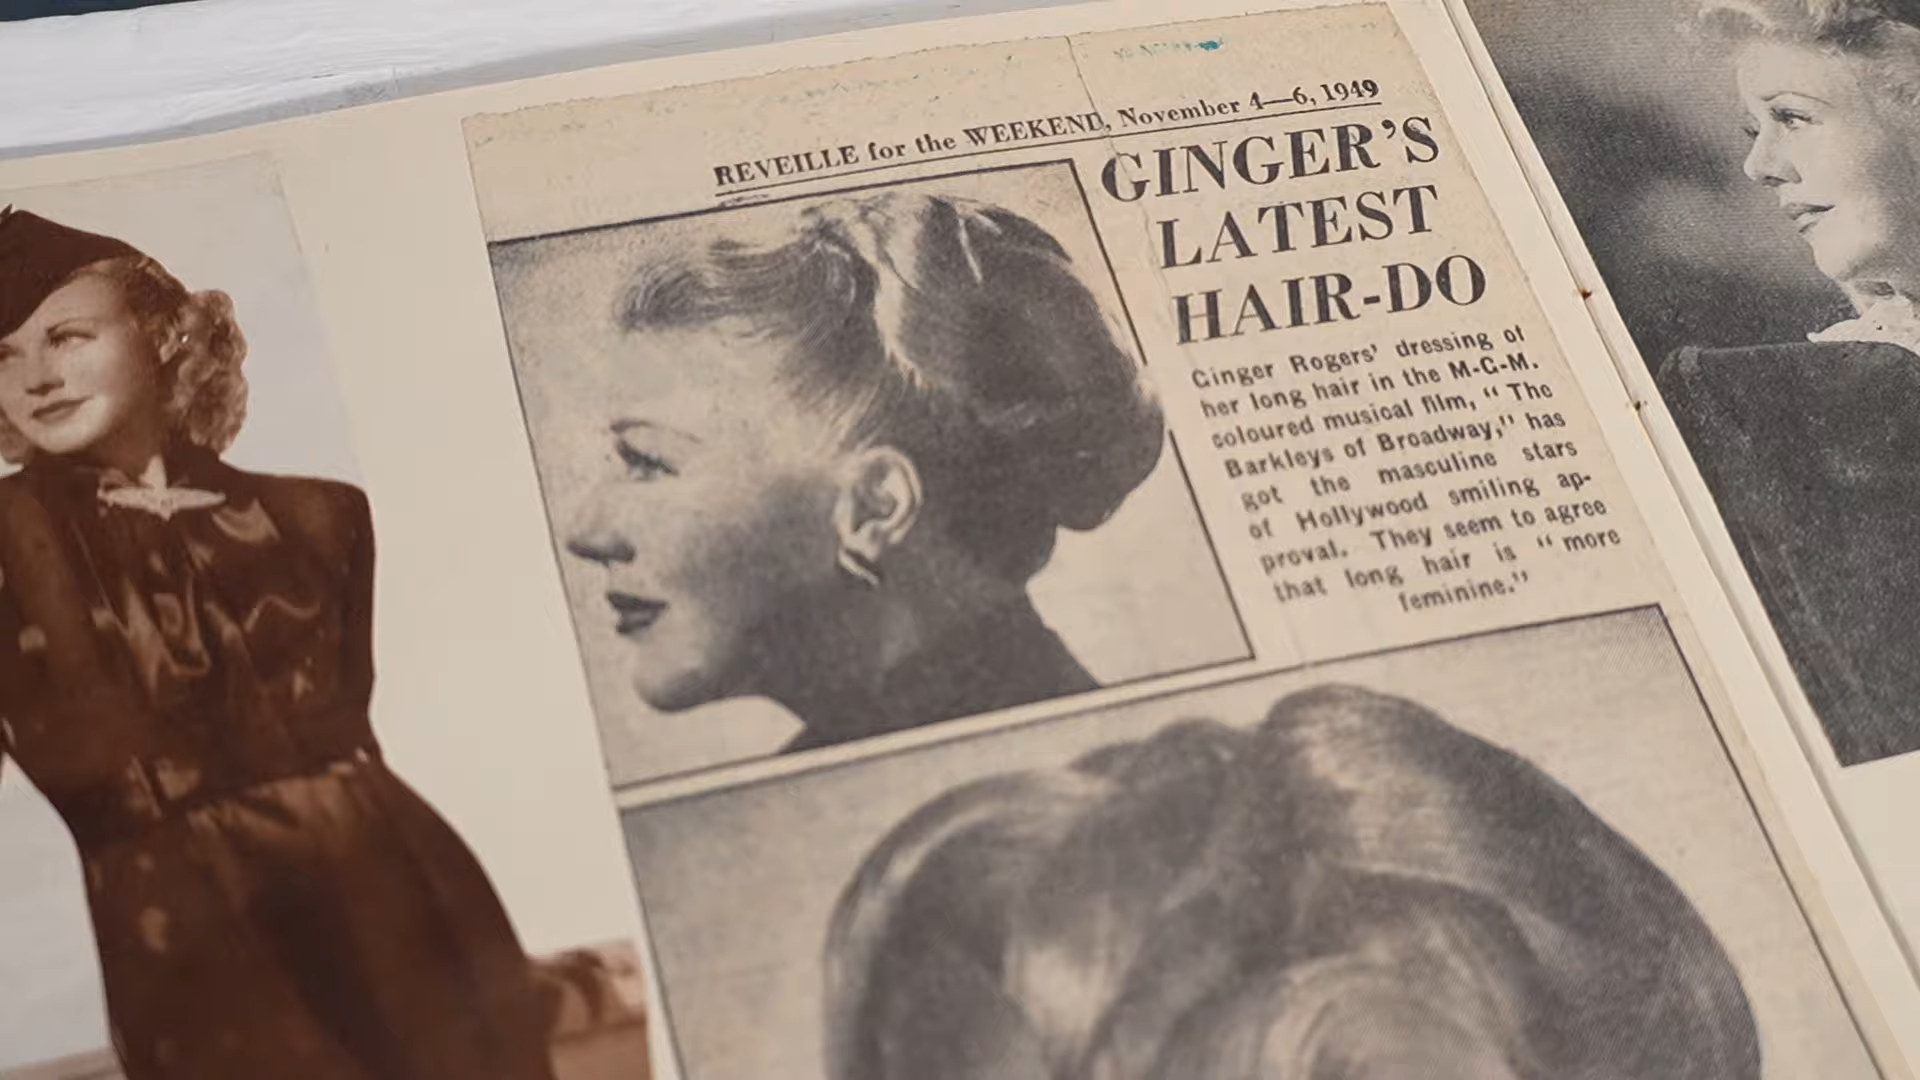 REVEILLE for the WEEKEND, November 4—6, 1949
GINGER'S
LATEST
HAIR-DO
Ginger Rogers' dressing of
her long hair in the M-G-M.
coloured musical film, “ The
Barkleys of Broadway,” has
got the masculine stars
of Hollywood smiling ap-
proval. They seem to agree
that long hair is “ more
feminine.”